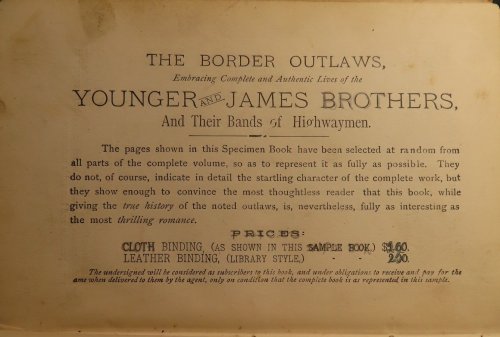 THE BORDER OUTLAWS,
Embracing Complete and Authentic Lives of the
YOUNGER AND JAMES BROTHERS,
And Their Bands of Highwaymen.
The pages shown in this Specimen Book have been selected at random from
all parts of the complete volume, so as to represent it as fully as possible. They
do not, of course, indicate in detail the startling character of the complete work, but
they show enough to convince the most thoughtless reader that this book, while
giving the true history of the noted outlaws, is, nevertheless, fully as interesting as
the most thrilling romance.
PRICES:
CLOTH BINDING, (AS SHOWN IN THIS SAMPLE BOOK,)
LEATHER BINDING, (LIBRARY STYLE,) - - 2.00.
The undersigned will be considered as subscribers to this book, and under obligations to receive and pay for the
ame when delivered to them by the agent, only on condition that the complete book is as represented in this sample.